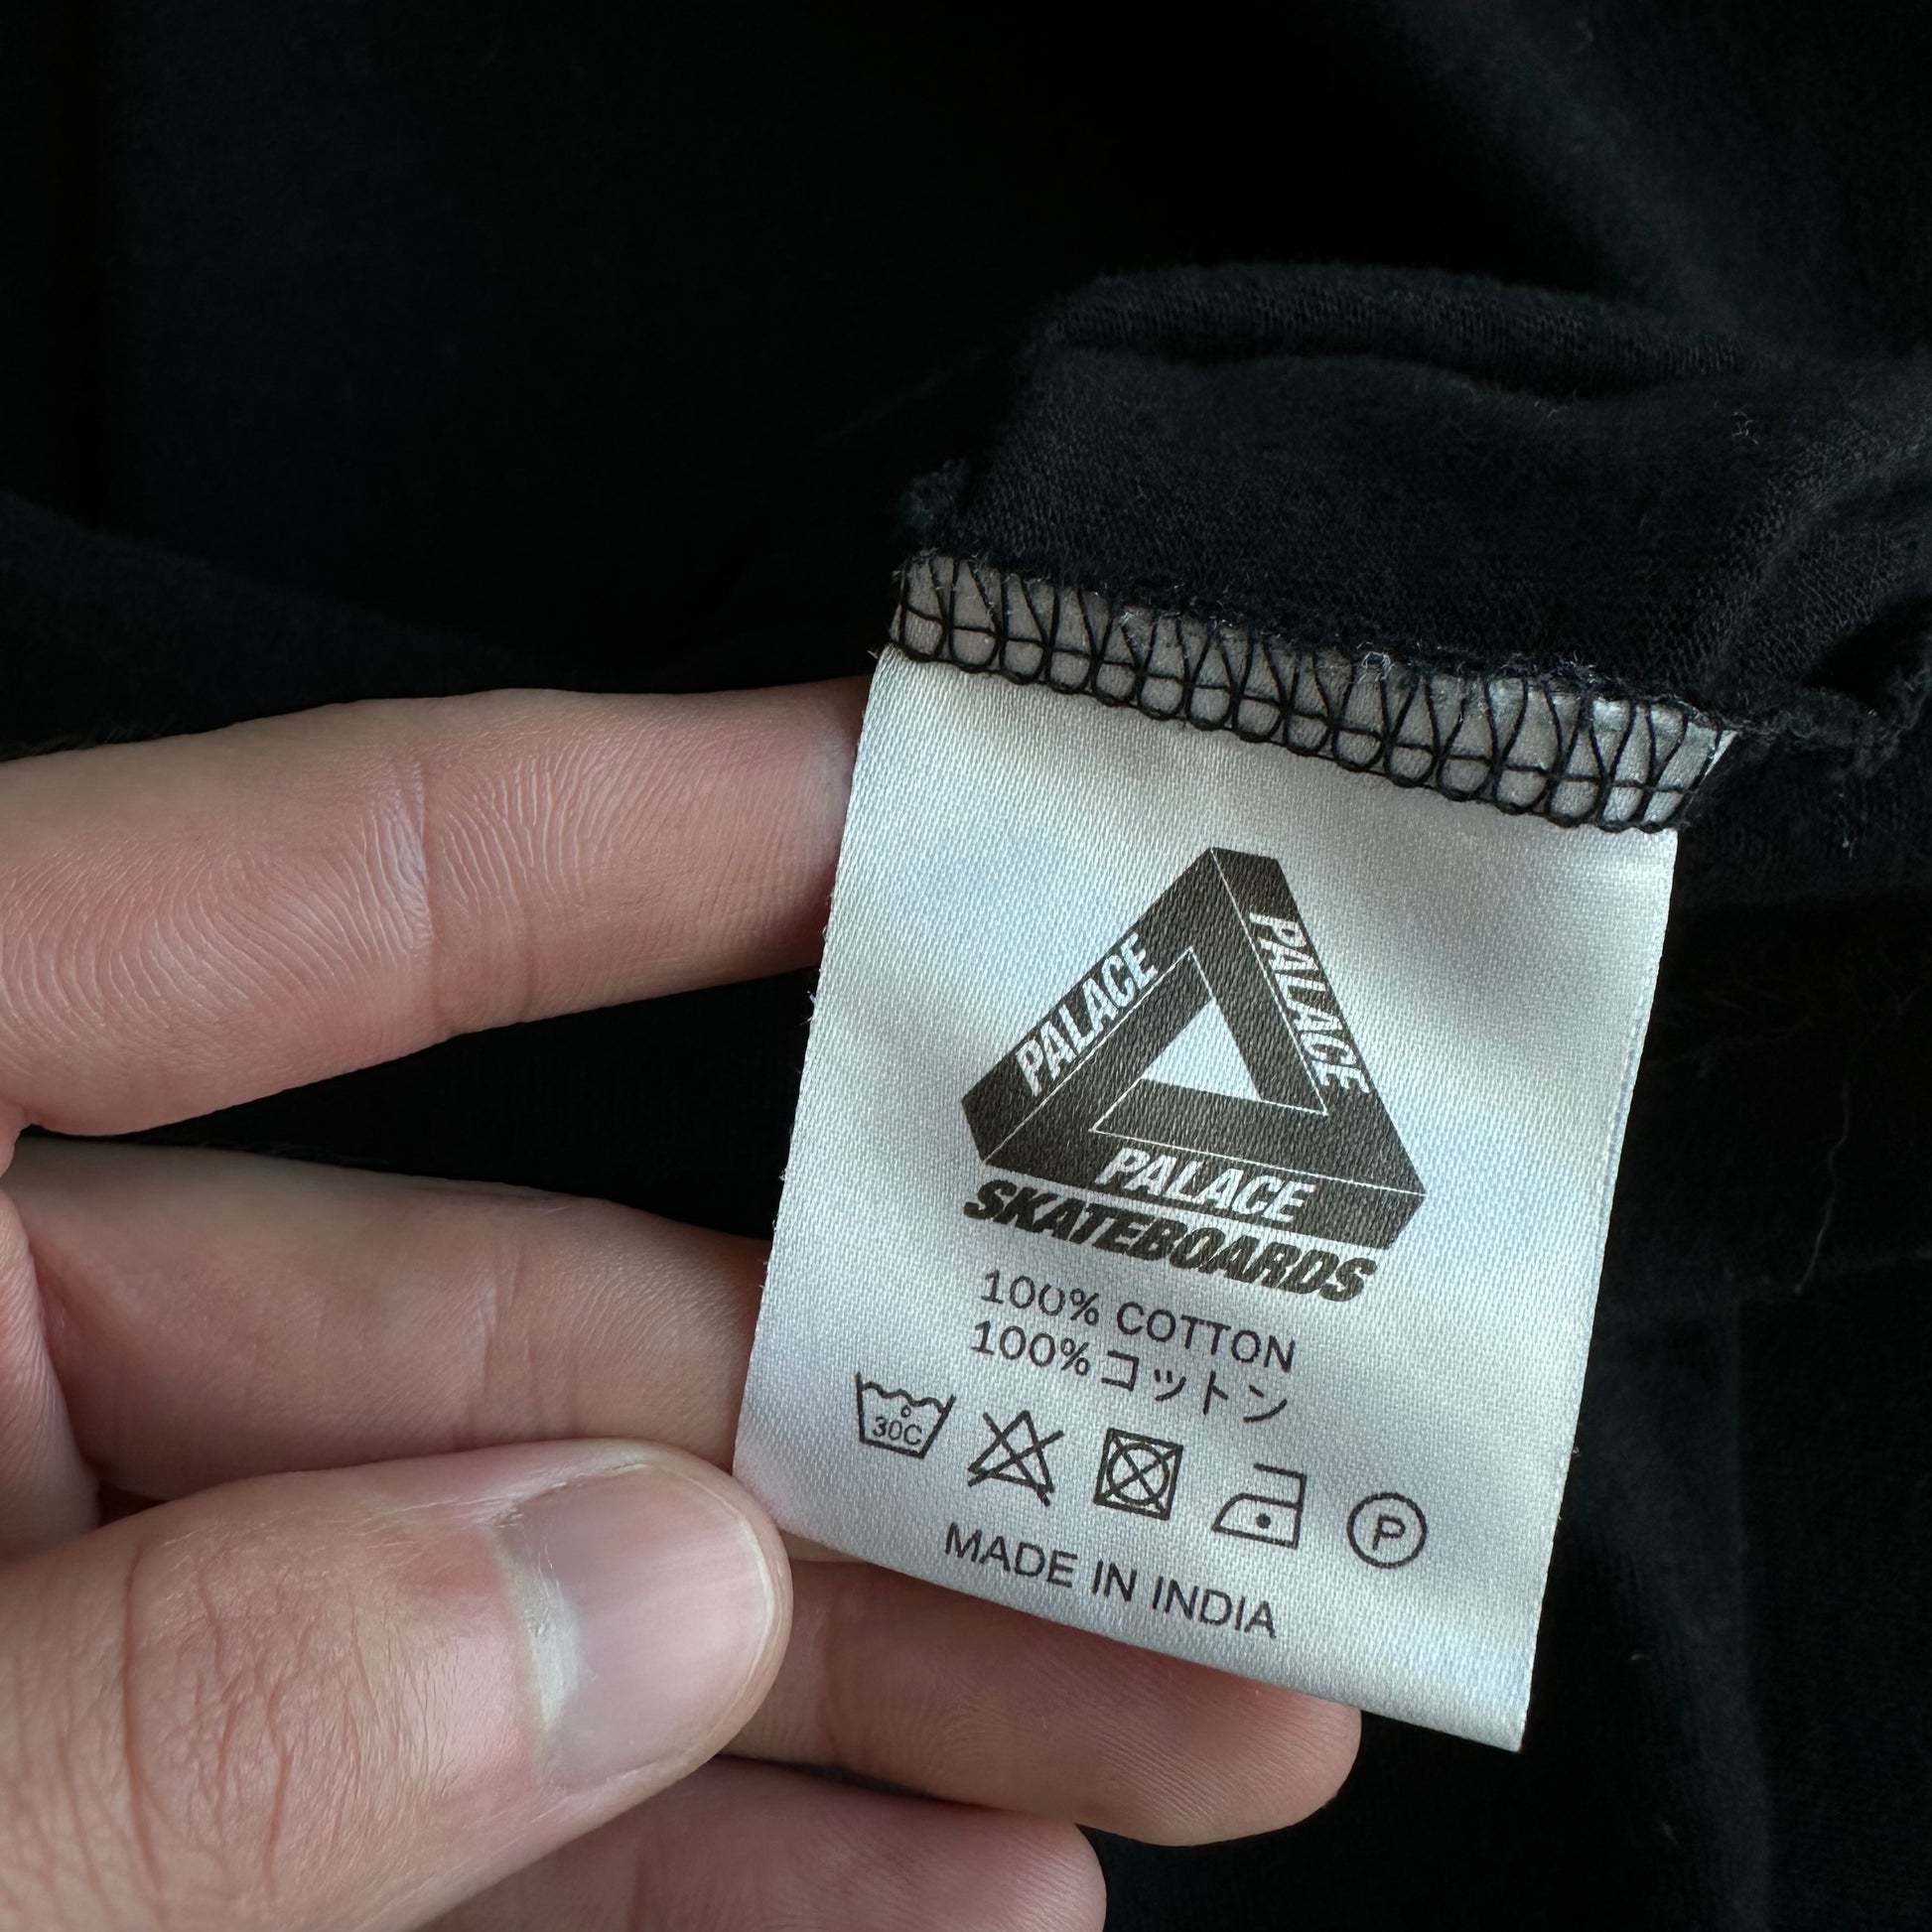 PALACE
PALACE
PALACE
SKATEBOARDS
100% COTTON
100% コットン
30C
P
MADE IN INDIA